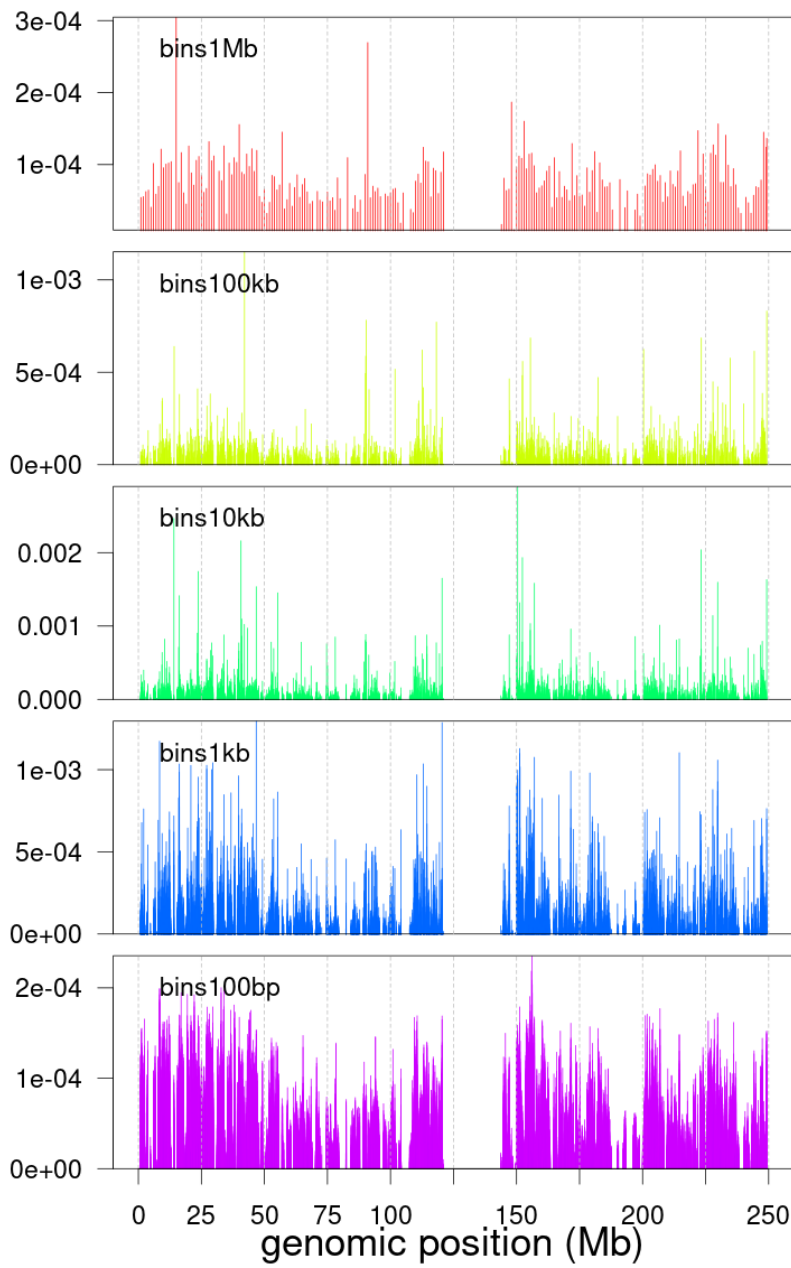 bins1Mb
3e-04
2e-04
1e-04
bins100kb
1e-03
5e-04
0e+00
bins10kb
0.002
0.001
0.000
bins1kb
1e-03
5e-04
0e+00
bins100bp
2e-04
1e-04
0e+00
0 25 50 75 100 150 200 250
genomic position (Mb)